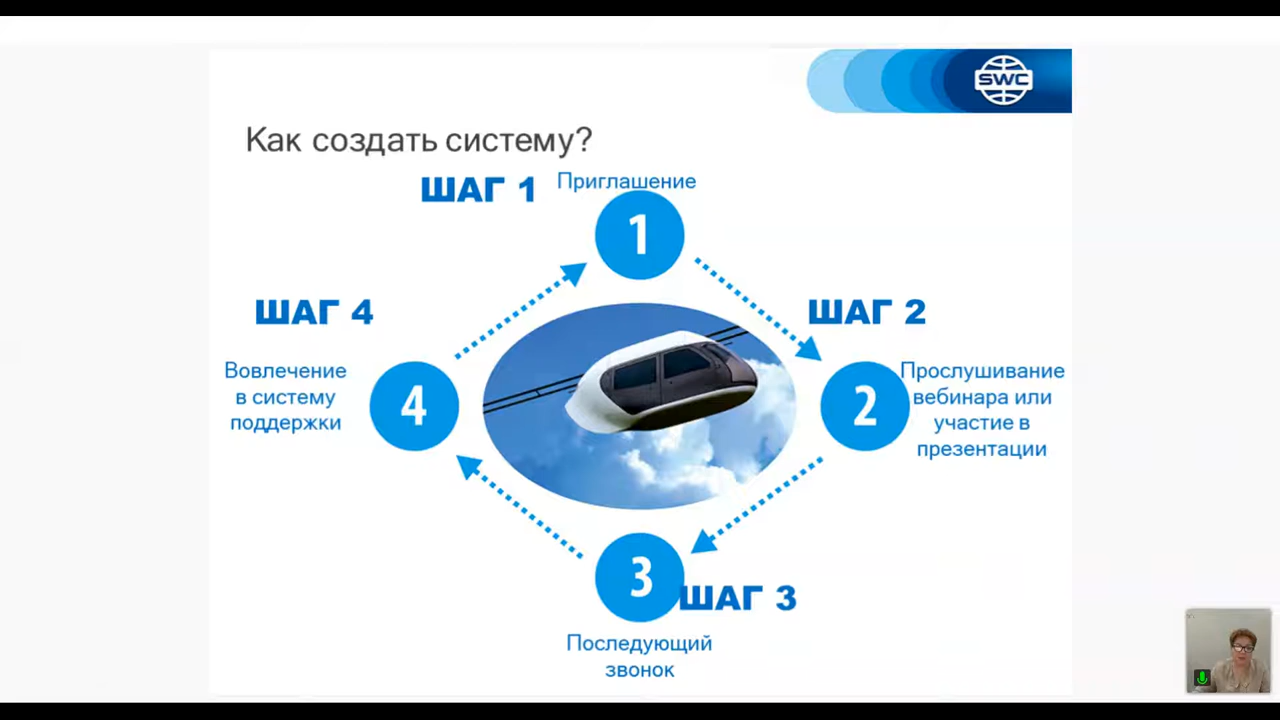 SWC
Как создать систему?
ШАГ 1
Приглашение
1
ШАГ 4
ШАГ 2
Вовлечение
в систему
поддержки
4
2
Прослушивание
вебинара или
участие в
презентации
3
ШАГ 3
Последующий
звонок